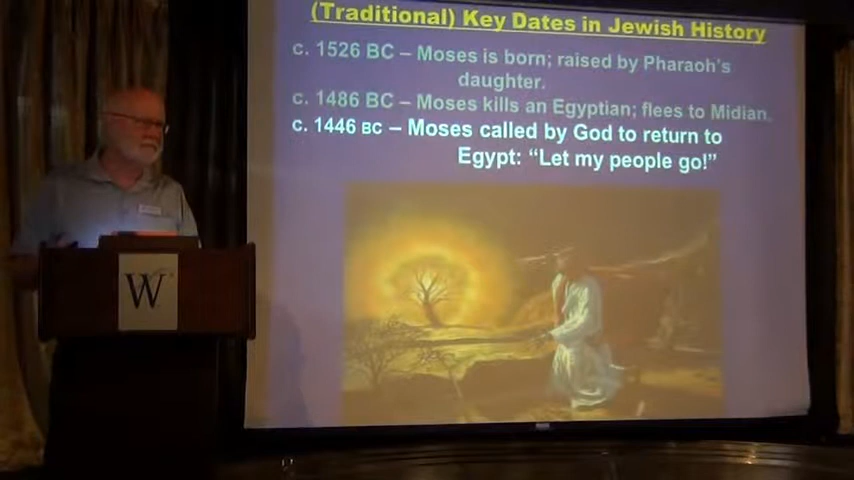 (Traditional) Key Dates in Jewish History
c. 1526 BC – Moses is born; raised by Pharaoh's
daughter.
c. 1486 BC – Moses kills an Egyptian; flees to Midian.
c. 1446 BC – Moses called by God to return to
Egypt: “Let my people go!”
W